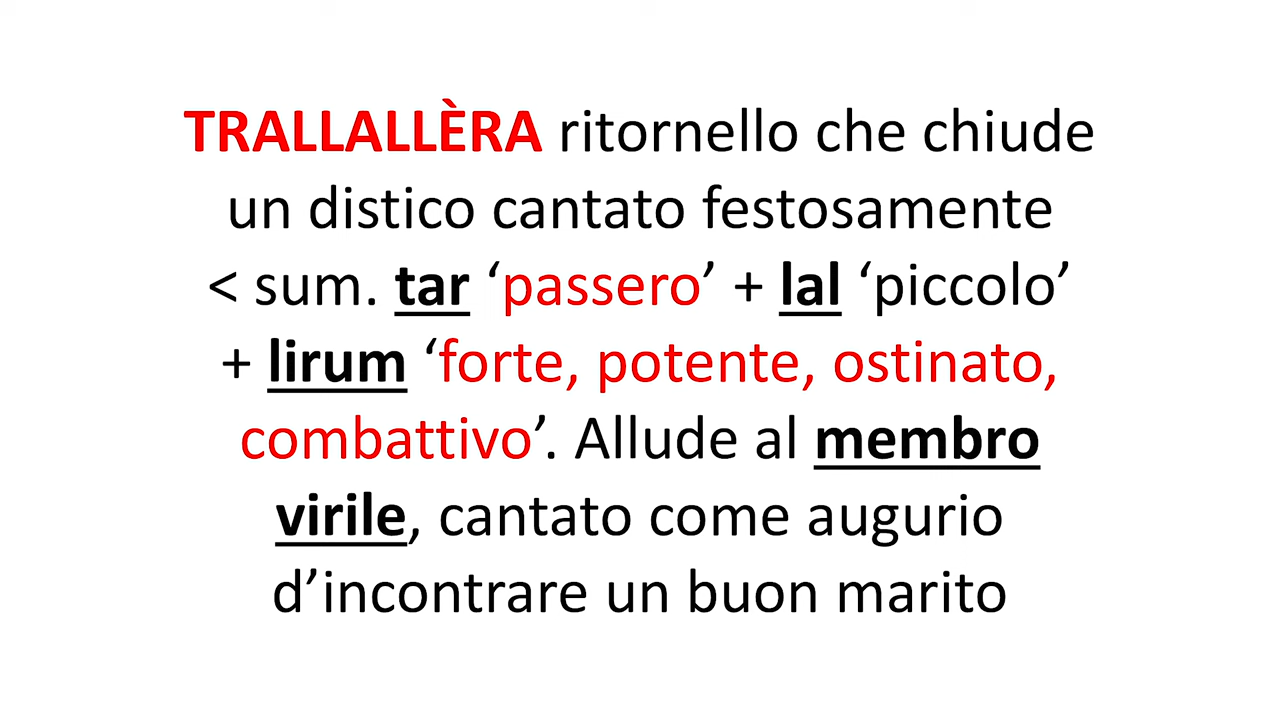 TRALLALLÈRA ritornello che chiude
un distico cantato festosamente
< sum. tar ‘passero’ + lal ‘piccolo’
+ lirum ‘forte, potente, ostinato,
combattivo’. Allude al membro
virile, cantato come augurio
d’incontrare un buon marito